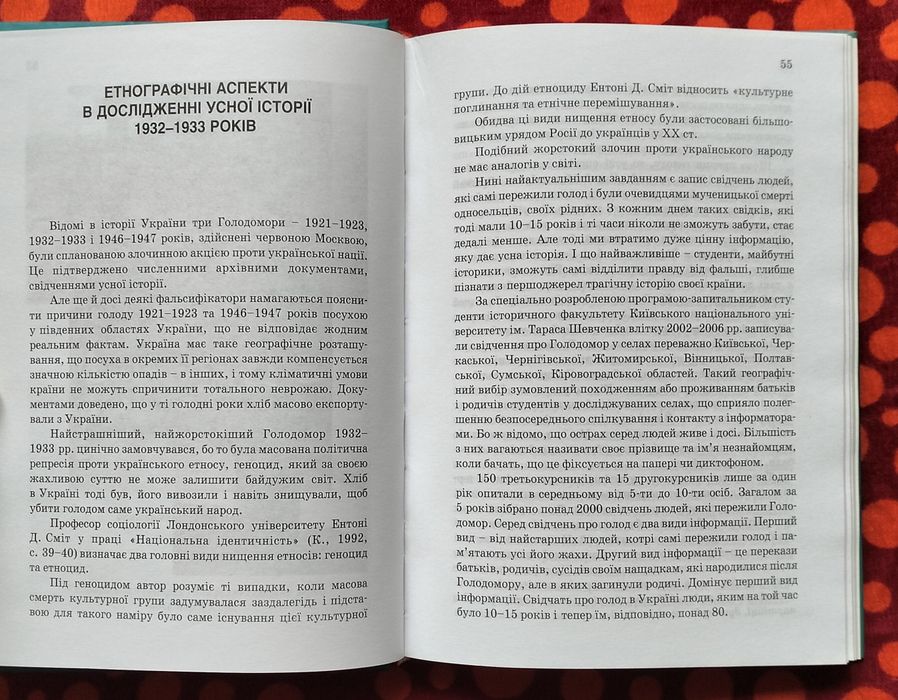 ЕТНОГРАФІЧНІ АСПЕКТИ
В ДОСЛІДЖЕННІ УСНОЇ ІСТОРІЇ
1932–1933 РОКІВ
Відомі в історії України три Голодомори – 1921–1923,
1932–1933 і 1946–1947 років, здійснені червоною Москвою,
були спланованою злочинною акцією проти української нації.
Це підтверджено численними архівними документами,
свідченнями усної історії.
Але ще й досі деякі фальсифікатори намагаються поясни-
ти причини голоду 1921–1923 та 1946–1947 років посухою
у південних областях України, що не відповідає жодним
реальним фактам. Україна має таке географічне розташу-
вання, що посуха в окремих її регіонах завжди компенсується
значною кількістю опадів – в інших, і тому кліматичні умови
країни не можуть спричинити тотального неврожаю. Доку-
ментами доведено, що у ті голодні роки хліб масово експорту-
вали з України.
Найстрашніший, найжорстокіший Голодомор 1932–
1933 рр. цинічно замовчувався, бо то була масована політична
репресія проти українського етносу, геноцид, який за своєю
жахливою суттю не може залишити байдужим світ. Хліб
в Україні тоді був, його вивозили і навіть знищували, щоб
убити голодом саме український народ.
Професор соціології Лондонського університету Ентоні
Д. Сміт у праці «Національна ідентичність» (К., 1992,
с. 39–40) визначає два головні види нищення етносів: геноцид
та етноцид.
Під геноцидом автор розуміє ті випадки, коли масова
смерть культурної групи задумувалася заздалегідь і підста-
вою для такого наміру було саме існування цієї культурної
55
групи. До дій етноциду Ентоні Д. Сміт відносить «культурне
поглинання та етнічне перемішування».
Обидва ці види нищення етносу були застосовані більшо-
вицьким урядом Росії до українців у ХХ ст.
Подібний жорстокий злочин проти українського народу
не має аналогів у світі.
Нині найактуальнішим завданням є запис свідчень людей,
які самі пережили голод і були очевидцями мученицької смерті
односельців, своїх рідних. З кожним днем таких свідків, які
тоді мали 10–15 років і ті часи ніколи не зможуть забути, стає
дедалі менше. Але тоді ми втратимо дуже цінну інформацію,
яку дає усна історія. І що найважливіше – студенти, майбутні
історики, зможуть самі відділити правду від фальші, глибше
пізнати з першоджерел трагічну історію своєї країни.
За спеціально розробленою програмою-запитальником сту-
денти історичного факультету Київського національного уні-
верситету ім. Тараса Шевченка влітку 2002–2006 рр. записува-
ли свідчення про Голодомор у селах переважно Київської, Чер-
каської, Чернігівської, Житомирської, Вінницької, Полтав-
ської, Сумської, Кіровоградської областей. Такий географіч-
ний вибір зумовлений походженням або проживанням батьків
і родичів студентів у досліджуваних селах, що сприяло полег-
шенню безпосереднього спілкування і контакту з інформатора-
ми. Бо ж відомо, що острах серед людей живе і досі. Більшість
з них вагаються називати своє прізвище та ім’я незнайомцям,
коли бачать, що це фіксується на папері чи диктофоном.
150 третьокурсників та 15 другокурсників лише за один
рік опитали в середньому від 5-ти до 10-ти осіб. Загалом за
5 років зібрано понад 2000 свідчень людей, які пережили Голо-
домор. Серед свідчень про голод є два види інформації. Перший
вид – від найстарших людей, котрі самі пережили голод і па-
м’ятають усі його жахи. Другий вид інформації – це перекази
батьків, родичів, сусідів своїм нащадкам, які народилися після
Голодомору, але в яких загинули родичі. Домінує перший вид
інформації. Свідчать про голод в Україні люди, яким на той час
було 10–15 років і тепер їм, відповідно, понад 80.